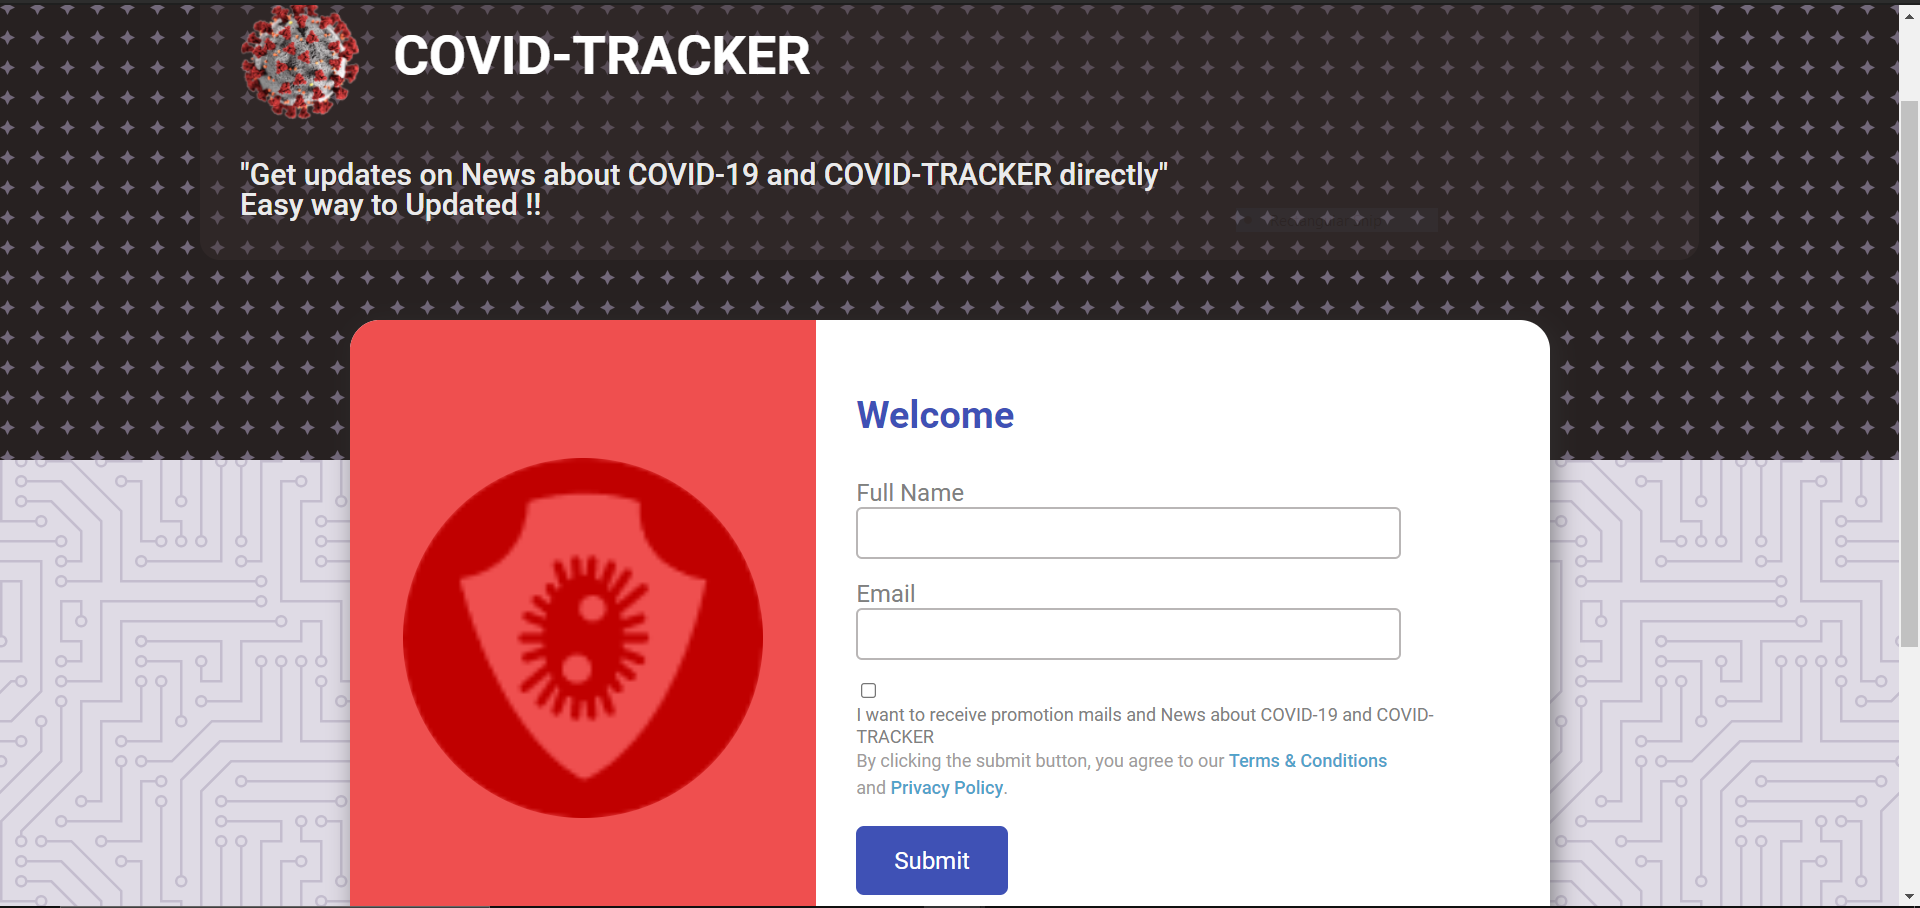 COVID-TRACKER
"Get updates on News about COVID-19 and COVID-TRACKER directly"
Easy way to Updated !!
Welcome
Full Name
Email
I want to receive promotion mails and News about COVID-19 and COVID-
TRACKER
By clicking the submit button, you agree to our Terms & Conditions
and Privacy Policy.
Submit